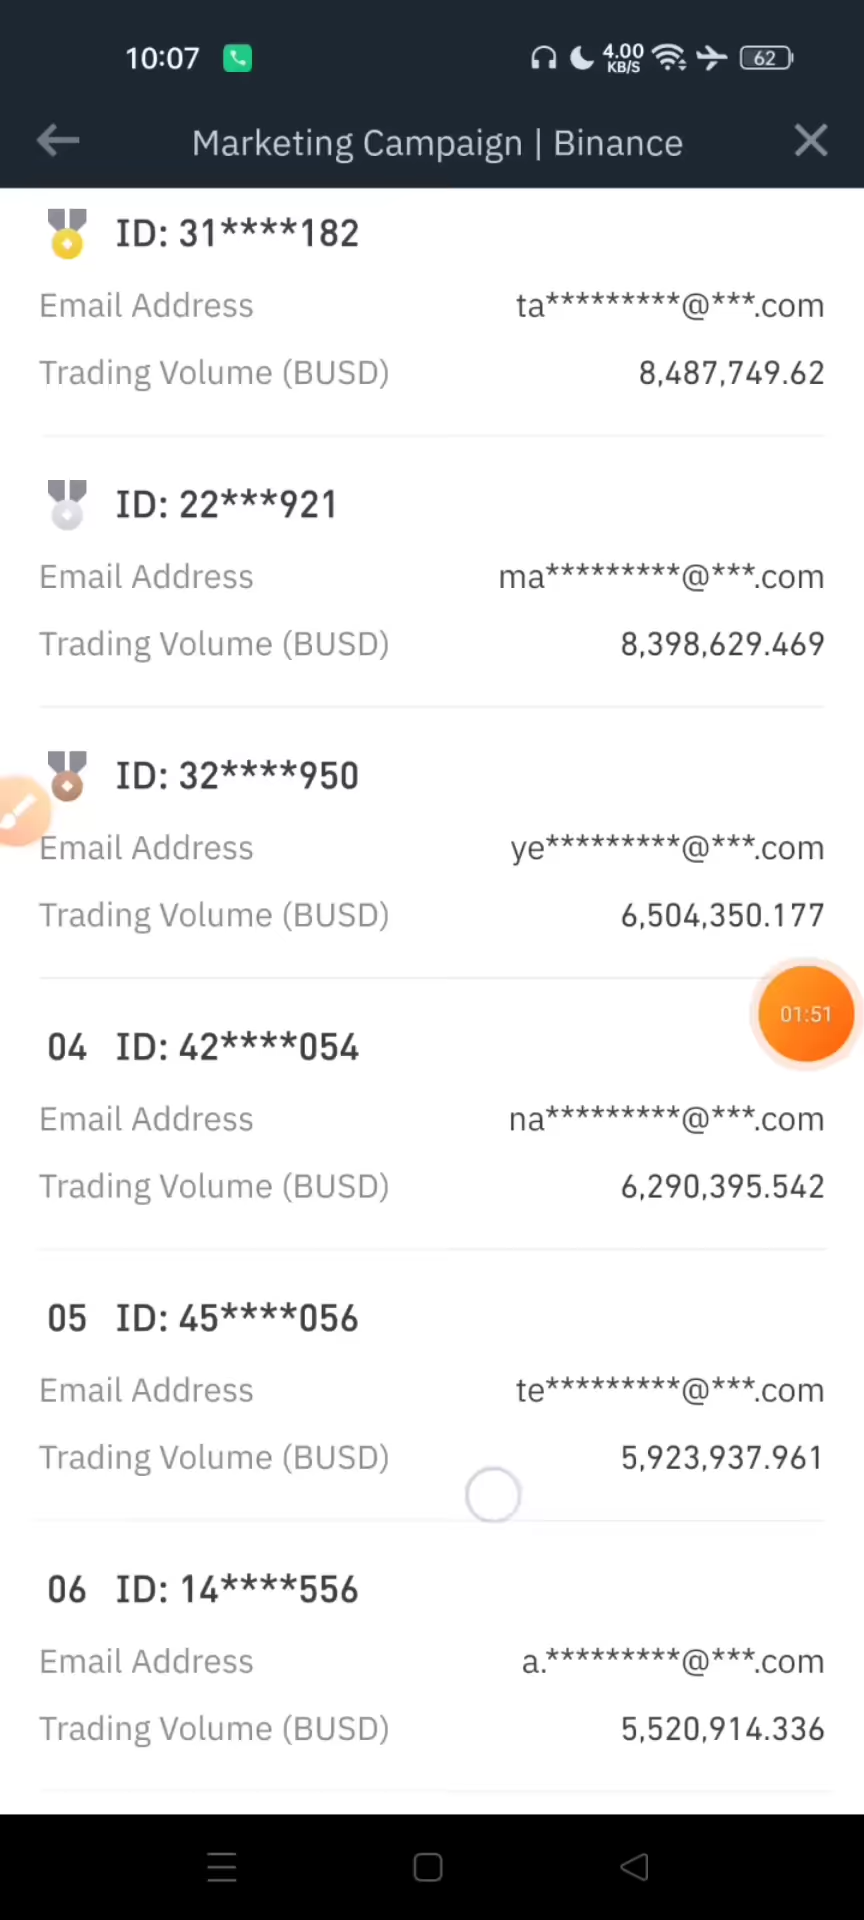 10:07 4.00 KB/S 62
Marketing Campaign | Binance
ID: 31****182
Email Address ta*********@***.com
Trading Volume (BUSD) 8,487,749.62
ID: 22***921
Email Address ma*********@***.com
Trading Volume (BUSD) 8,398,629.469
ID: 32****950
Email Address ye*********@***.com
Trading Volume (BUSD) 6,504,350.177
01:51
04 ID: 42****054
Email Address na*********@***.com
Trading Volume (BUSD) 6,290,395.542
05 ID: 45****056
Email Address te*********@***.com
Trading Volume (BUSD) 5,923,937.961
06 ID: 14****556
Email Address a.*********@***.com
Trading Volume (BUSD) 5,520,914.336